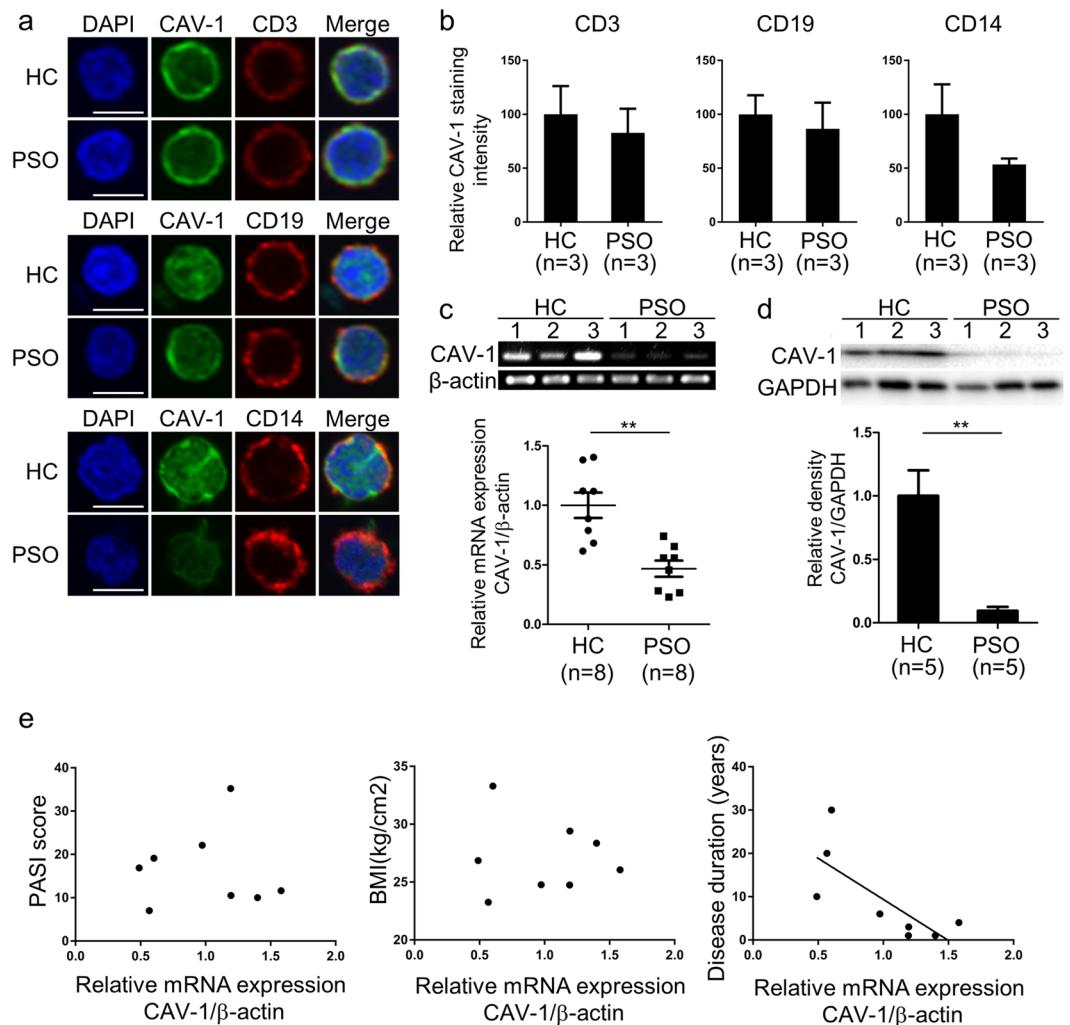 a
DAPI CAV-1 CD3 Merge
HC
PSO
DAPI CAV-1 CD19 Merge
HC
PSO
DAPI CAV-1 CD14 Merge
HC
PSO
b
CD3 CD19 CD14
Relative CAV-1 staining
intensity
150 150 150
100 100 100
50 50 50
0 0 0
HC PSO HC PSO HC PSO
(n=3) (n=3) (n=3) (n=3) (n=3) (n=3)
c
HC PSO
1 2 3 1 2 3
CAV-1
β-actin
Relative mRNA expression
CAV-1/β-actin
**
1.5
1.0
0.5
0.0
HC PSO
(n=8) (n=8)
d
HC PSO
1 2 3 1 2 3
CAV-1
GAPDH
Relative density
CAV-1/GAPDH
**
1.5
1.0
0.5
0.0
HC PSO
(n=5) (n=5)
e
PASI score
40
30
20
10
0
0.0 0.5 1.0 1.5 2.0
Relative mRNA expression
CAV-1/β-actin
BMI(kg/cm2)
35
30
25
20
0.0 0.5 1.0 1.5 2.0
Relative mRNA expression
CAV-1/β-actin
Disease duration (years)
40
30
20
10
0
0.0 0.5 1.0 1.5 2.0
Relative mRNA expression
CAV-1/β-actin